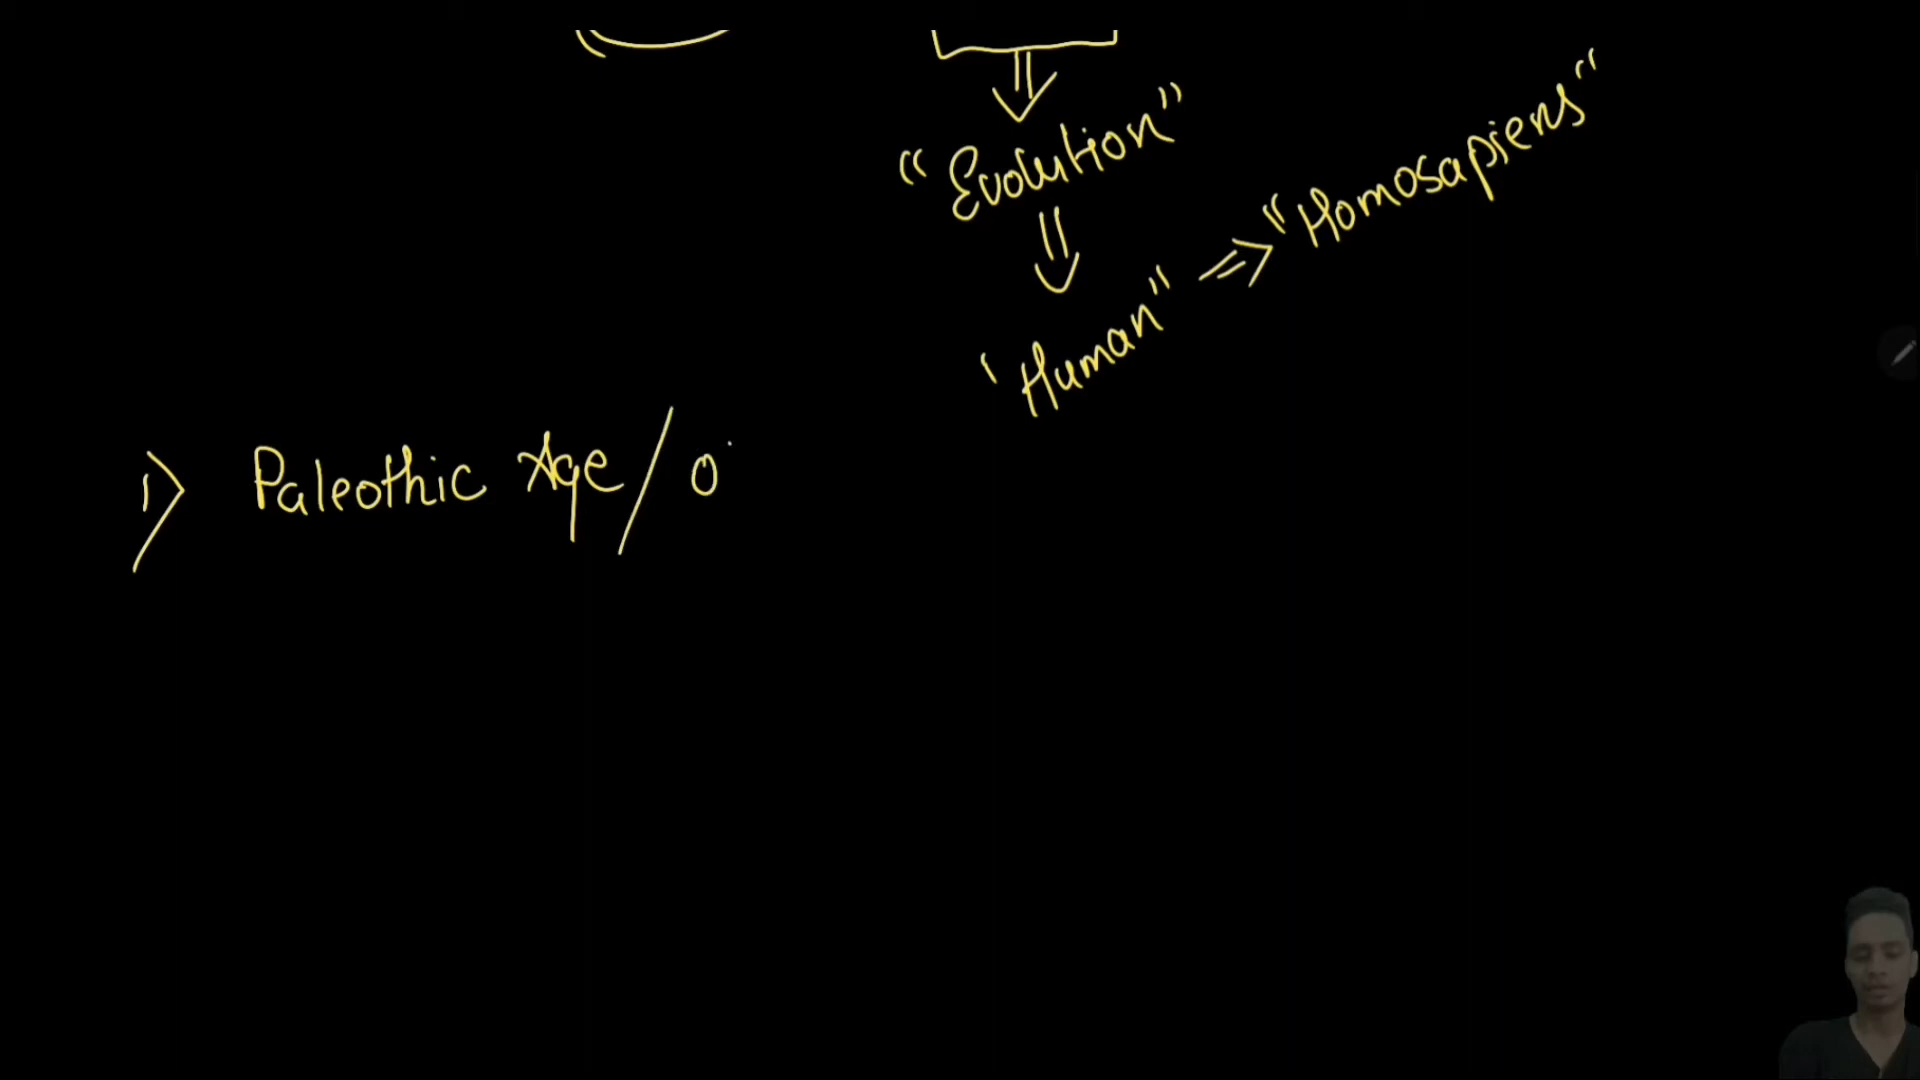 "Evolution"
'Human" ⇒ "Homosapiens"
1) Paleothic Age / O